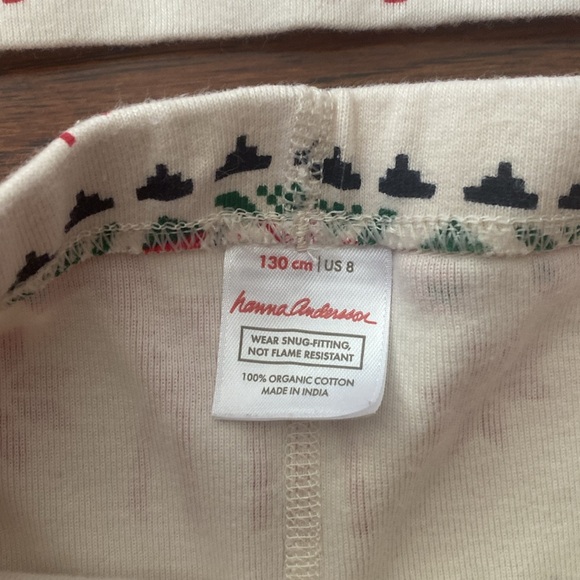 130 cm | US 8
hanna andersson
WEAR SNUG-FITTING,
NOT FLAME RESISTANT
100% ORGANIC COTTON
MADE IN INDIA